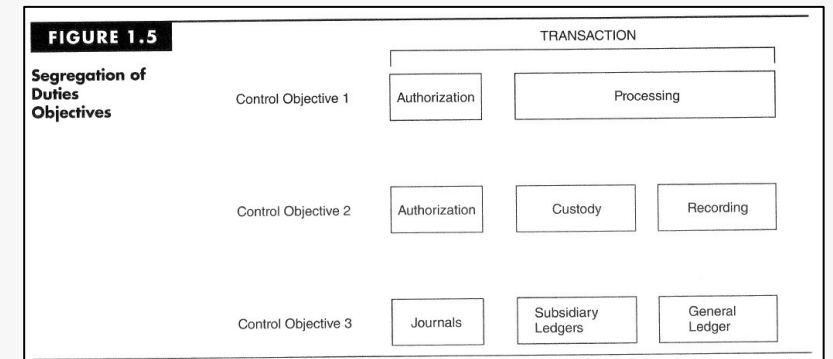 FIGURE 1.5
TRANSACTION
Segregation of
Duties
Objectives
Control Objective 1
Authorization
Processing
Control Objective 2
Authorization
Custody
Recording
Control Objective 3
Journals
Subsidiary
Ledgers
General
Ledger